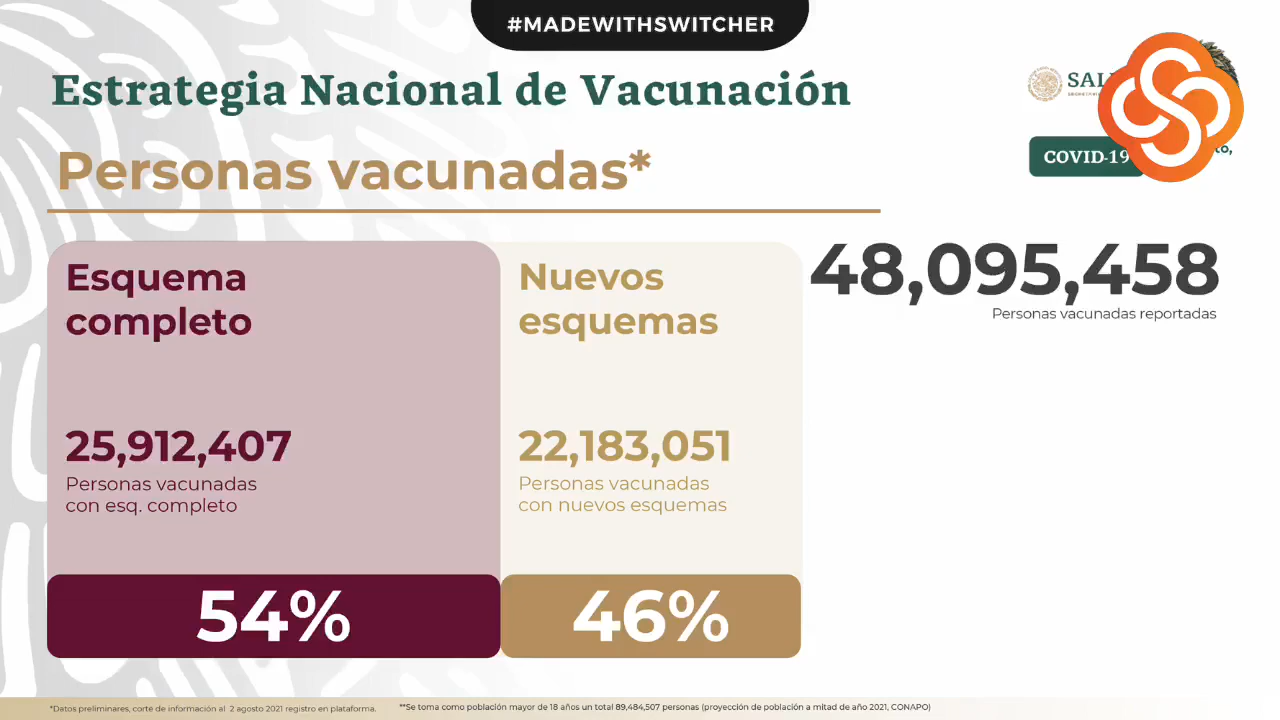 #MADEWITHSWITCHER
Estrategia Nacional de Vacunación
Personas vacunadas*
COVID-19
Esquema
completo
25,912,407
Personas vacunadas
con esq. completo
54%
Nuevos
esquemas
22,183,051
Personas vacunadas
con nuevos esquemas
46%
48,095,458
Personas vacunadas reportadas
*Datos preliminares, corte de información al 2 agosto 2021 registro en plataforma.
**Se toma como población mayor de 18 años un total 89,484,507 personas (proyección de población a mitad de año 2021, CONAPO)